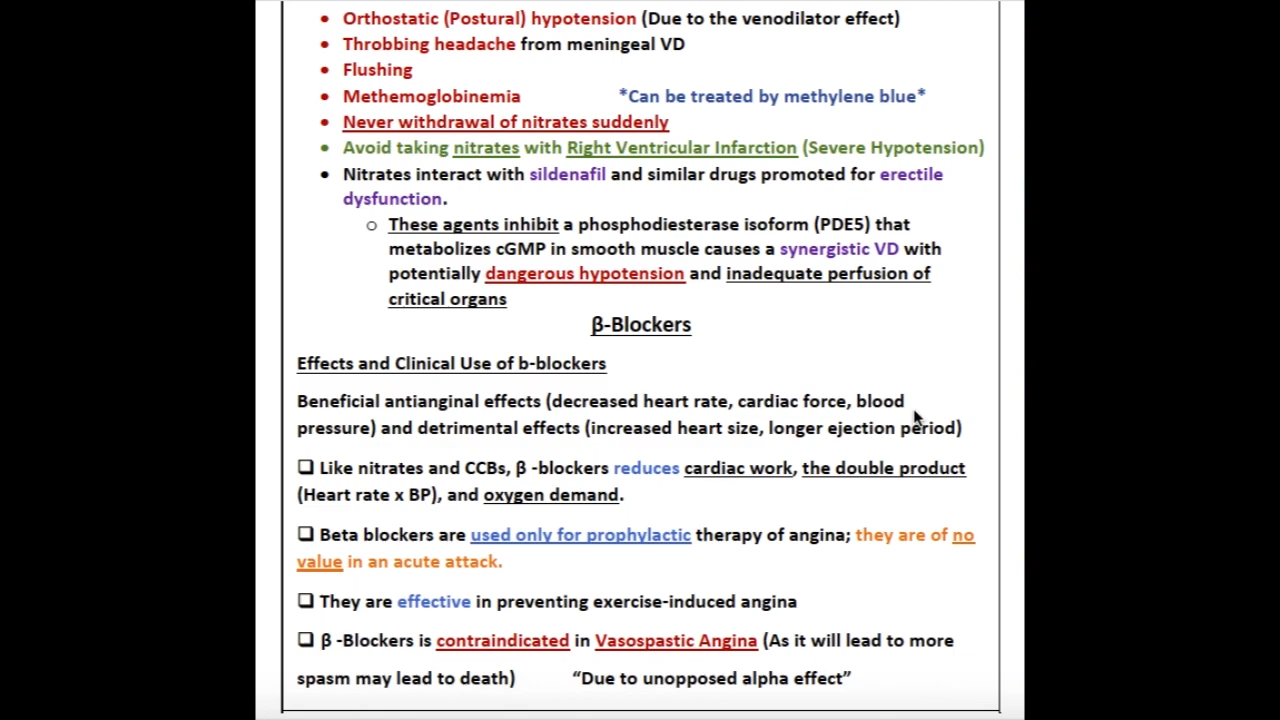 • Orthostatic (Postural) hypotension (Due to the venodilator effect)
• Throbbing headache from meningeal VD
• Flushing
• Methemoglobinemia *Can be treated by methylene blue*
• Never withdrawal of nitrates suddenly
• Avoid taking nitrates with Right Ventricular Infarction (Severe Hypotension)
• Nitrates interact with sildenafil and similar drugs promoted for erectile
dysfunction.
o These agents inhibit a phosphodiesterase isoform (PDE5) that
metabolizes cGMP in smooth muscle causes a synergistic VD with
potentially dangerous hypotension and inadequate perfusion of
critical organs
β-Blockers
Effects and Clinical Use of b-blockers
Beneficial antianginal effects (decreased heart rate, cardiac force, blood
pressure) and detrimental effects (increased heart size, longer ejection period)
❑ Like nitrates and CCBs, β -blockers reduces cardiac work, the double product
(Heart rate x BP), and oxygen demand.
❑ Beta blockers are used only for prophylactic therapy of angina; they are of no
value in an acute attack.
❑ They are effective in preventing exercise-induced angina
❑ β -Blockers is contraindicated in Vasospastic Angina (As it will lead to more
spasm may lead to death) “Due to unopposed alpha effect”